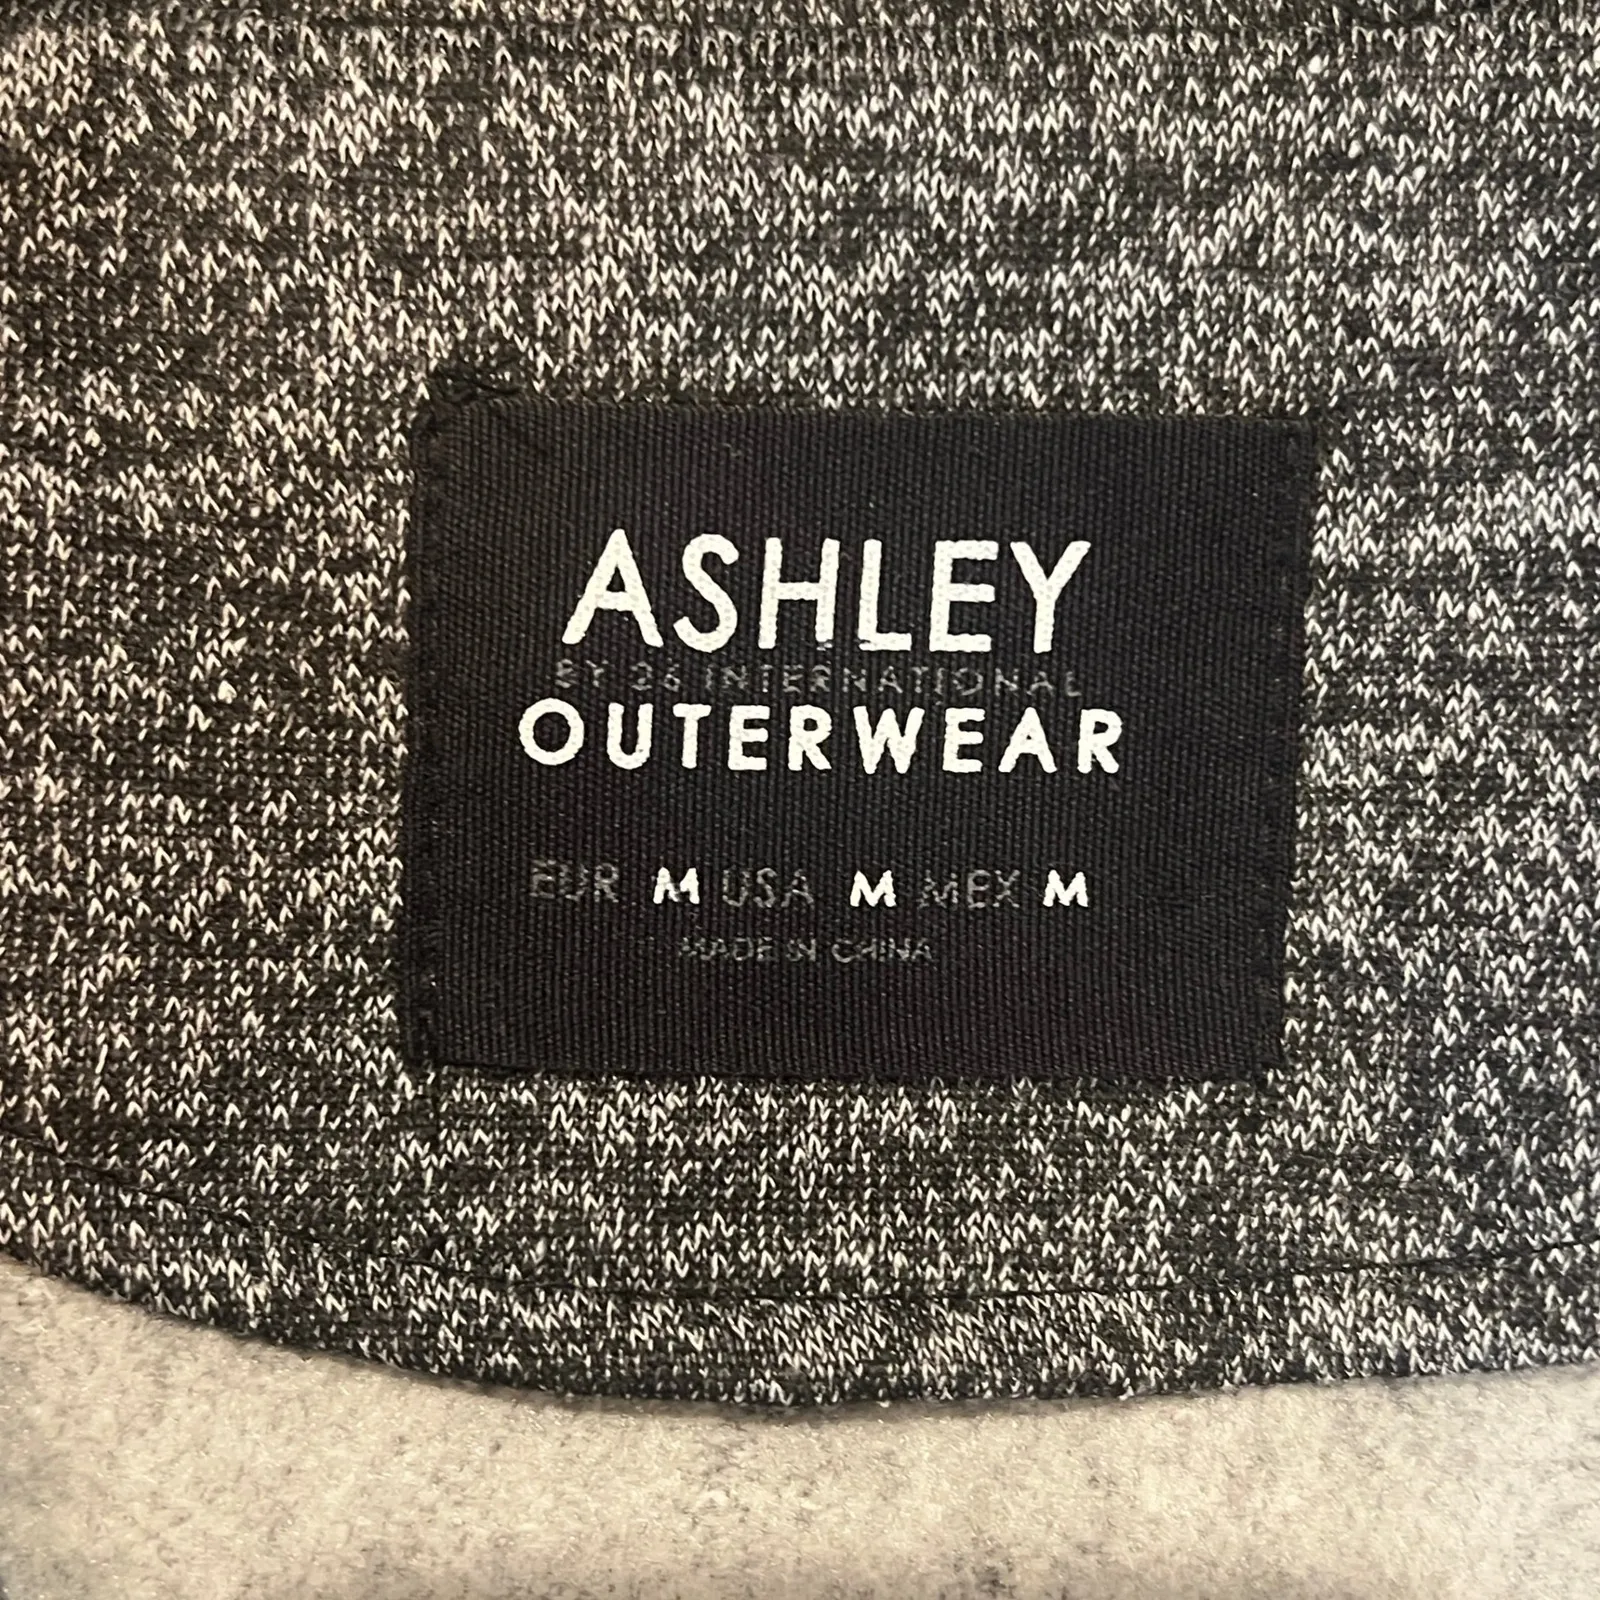 ASHLEY
BY 26 INTERNATIONAL
OUTERWEAR
EUR M USA M MEX M
MADE IN CHINA